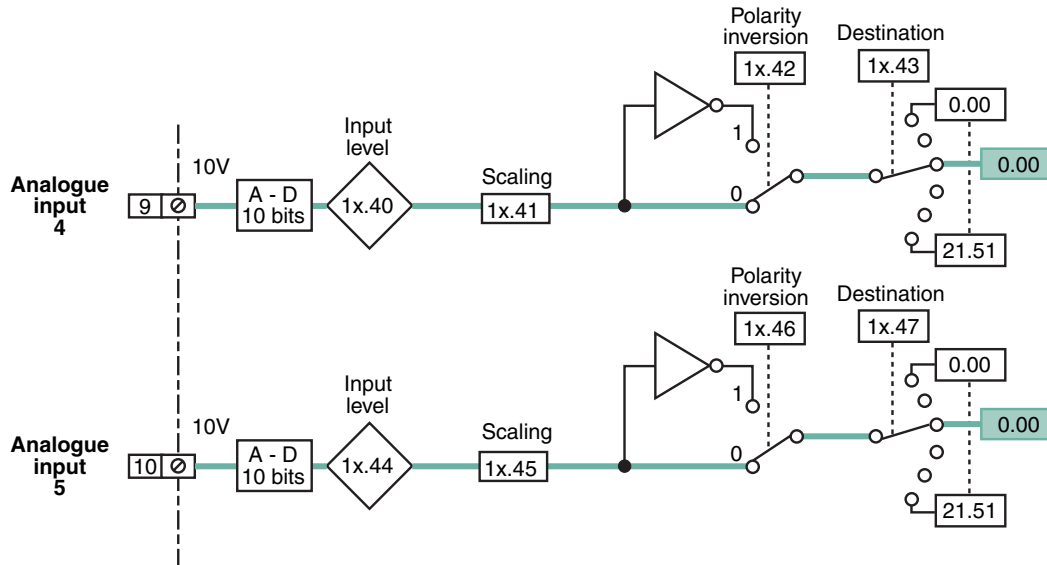 Polarity
inversion
Destination
1x.42
1x.43
0.00
1
Input
level
10V
Scaling
Analogue
input
4
9
A - D
10 bits
1x.40
1x.41
0
0.00
21.51
Polarity
inversion
Destination
1x.46
1x.47
0.00
1
Input
level
10V
Scaling
Analogue
input
5
10
A - D
10 bits
1x.44
1x.45
0
0.00
21.51